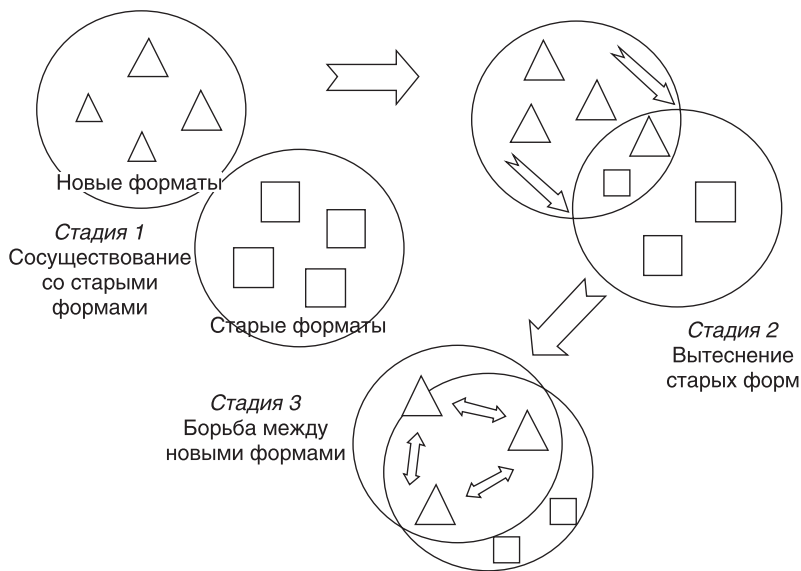 Новые форматы
Стадия 1
Сосуществование
со старыми
формами
Старые форматы
Стадия 2
Вытеснение
старых форм
Стадия 3
Борьба между
новыми формами